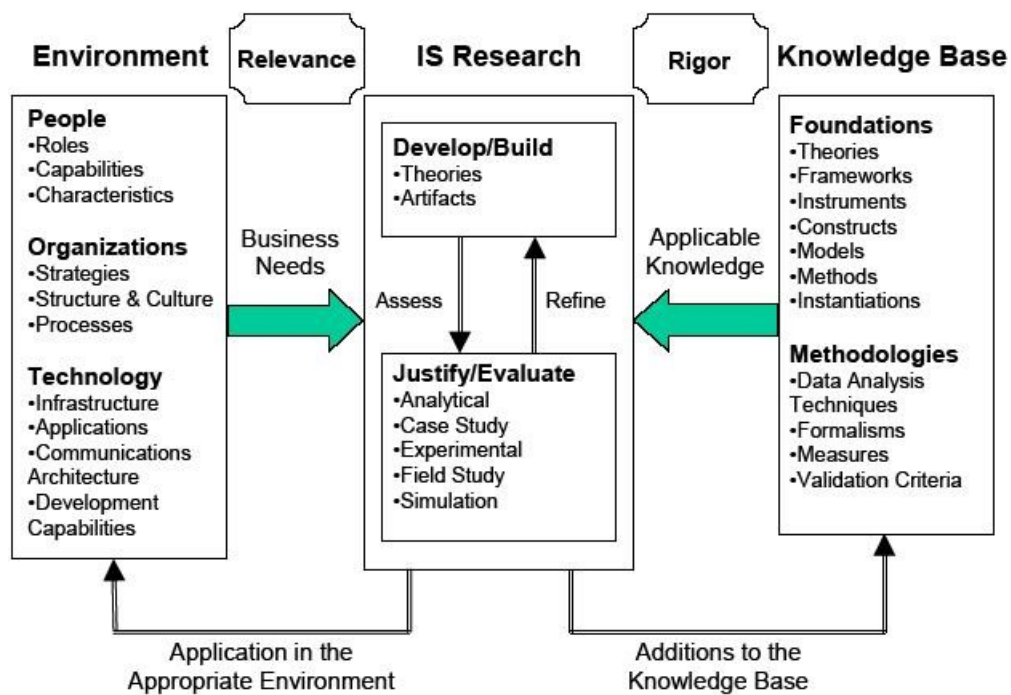 Environment
Relevance
IS Research
Rigor
Knowledge Base
People
•Roles
•Capabilities
•Characteristics
Organizations
•Strategies
•Structure & Culture
•Processes
Technology
•Infrastructure
•Applications
•Communications
Architecture
•Development
Capabilities
Business
Needs
Develop/Build
•Theories
•Artifacts
Assess
Refine
Justify/Evaluate
•Analytical
•Case Study
•Experimental
•Field Study
•Simulation
Applicable
Knowledge
Foundations
•Theories
•Frameworks
•Instruments
•Constructs
•Models
•Methods
•Instantiations
Methodologies
•Data Analysis
Techniques
•Formalisms
•Measures
•Validation Criteria
Application in the
Appropriate Environment
Additions to the
Knowledge Base